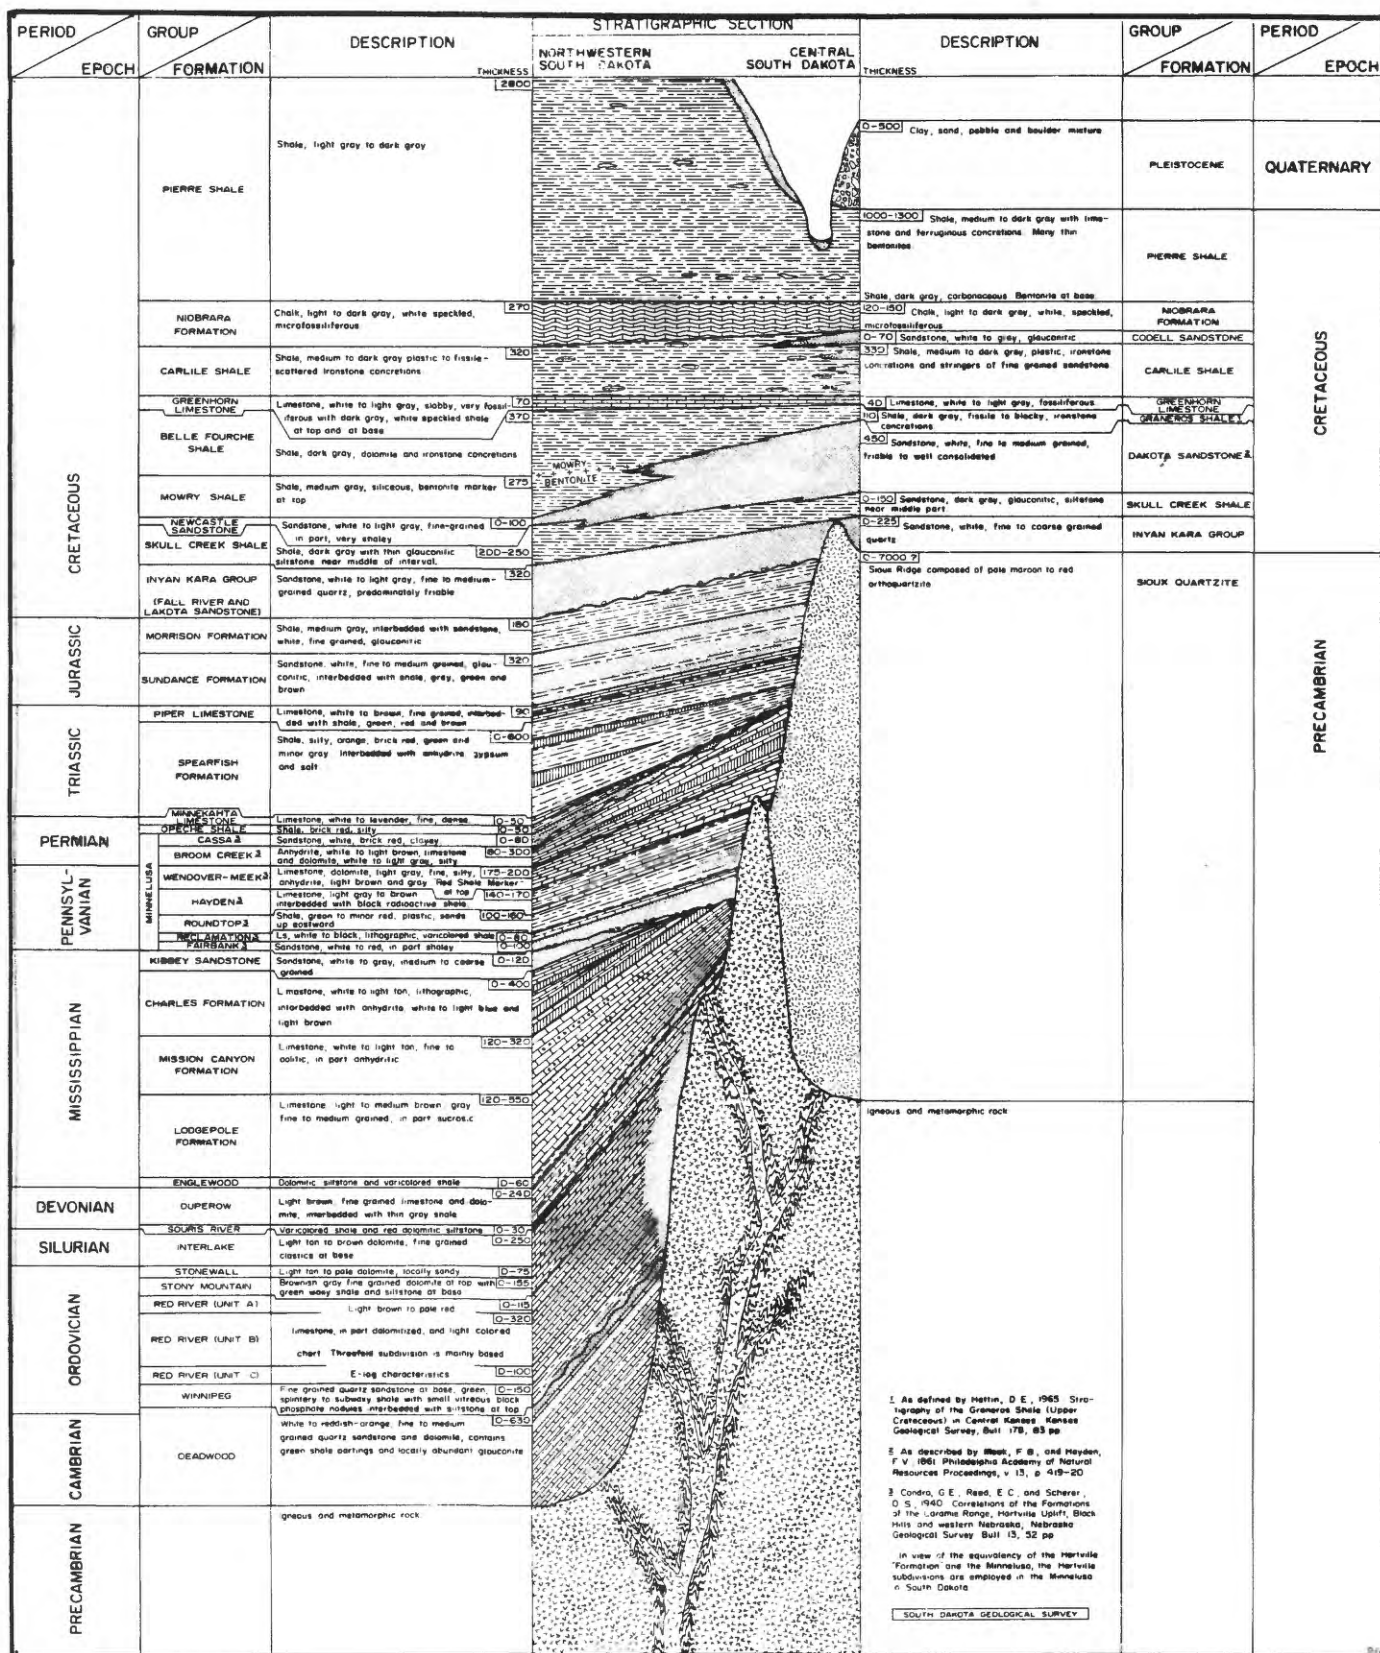 STRATIGRAPHIC SECTION
PERIOD
EPOCH
GROUP
FORMATION
DESCRIPTION
THICKNESS
NORTHWESTERN
SOUTH DAKOTA
CENTRAL
SOUTH DAKOTA
THICKNESS
DESCRIPTION
GROUP
FORMATION
PERIOD
EPOCH
CRETACEOUS
PIERRE SHALE
2800
Shale, light gray to dark gray
NIOBRARA
FORMATION
270
Chalk, light to dark gray, white speckled,
microfossiliferous
CARLILE SHALE
320
Shale, medium to dark gray plastic to fissile-
scattered ironstone concretions
GREENHORN
LIMESTONE
70
Limestone, white to light gray, slabby, very fossil-
iferous with dark gray, white speckled shale
at top and at base
BELLE FOURCHE
SHALE
370
Shale, dark gray, dolomite and ironstone concretions
MOWRY SHALE
275
Shale, medium gray, siliceous, bentonite marker
at top
NEWCASTLE
SANDSTONE
0-100
Sandstone, white to light gray, fine-grained
in part, very shaley
SKULL CREEK SHALE
200-250
Shale, dark gray with thin glauconitic
siltstone near middle of interval.
INYAN KARA GROUP
(FALL RIVER AND
LAKOTA SANDSTONE)
320
Sandstone, white to light gray, fine to medium-
grained quartz, predominately friable
JURASSIC
MORRISON FORMATION
180
Shale, medium gray, interbedded with sandstone,
white, fine grained, glauconitic
SUNDANCE FORMATION
320
Sandstone, white, fine to medium grained, glau-
conitic, interbedded with shale, gray, green and
brown
TRIASSIC
PIPER LIMESTONE
90
Limestone, white to brown, fine grained, interbed-
ded with shale, green, red and brown
SPEARFISH
FORMATION
0-600
Shale, silty, orange, brick red, green and
minor gray. Interbedded with anhydrite, gypsum
and salt
PERMIAN
MINNEKAHTA
LIMESTONE
0-50
Limestone, white to lavender, fine, dense.
OPECHE SHALE
0-50
Shale, brick red, silty
MINNELUSA
CASSA 3
0-80
Sandstone, white, brick red, clayey
BROOM CREEK 3
80-300
Anhydrite, white to light brown, limestone
and dolomite, white to light gray, silty
PENNSYL-
VANIAN
WENDOVER-MEEK 3
175-200
Limestone, dolomite, light gray, fine, silty,
anhydrite, light brown and gray Red Shale Marker
at top
HAYDEN 3
140-170
Limestone, light gray to brown
interbedded with black radioactive shale.
ROUNDTOP 3
100-160
Shale, green to minor red, plastic, sands
up eastward
RECLAMATION 3
0-80
Ls, white to black, lithographic, varicolored shale
FAIRBANK 3
0-100
Sandstone, white to red, in part shaley
MISSISSIPPIAN
KIBBEY SANDSTONE
0-120
Sandstone, white to gray, medium to coarse
grained
CHARLES FORMATION
0-400
Limestone, white to light tan, lithographic,
interbedded with anhydrite, white to light blue and
light brown
MISSION CANYON
FORMATION
120-320
Limestone, white to light tan, fine to
oolitic, in part anhydritic
LODGEPOLE
FORMATION
120-550
Limestone light to medium brown gray
fine to medium grained, in part sucrosic
ENGLEWOOD
0-60
Dolomitic siltstone and varicolored shale
DEVONIAN
DUPEROW
0-240
Light brown, fine grained limestone and dolo-
mite, interbedded with thin gray shale
SOURIS RIVER
0-30
Varicolored shale and red dolomitic siltstone
SILURIAN
INTERLAKE
0-250
Light tan to brown dolomite, fine grained
clastics at base
ORDOVICIAN
STONEWALL
0-75
Light tan to pale dolomite, locally sandy
STONY MOUNTAIN
0-155
Brownish gray fine grained dolomite at top with
green waxy shale and siltstone at base
RED RIVER (UNIT A)
0-115
Light brown to pale red
RED RIVER (UNIT B)
0-320
limestone, in part dolomitized, and light colored
chert Threefold subdivision is mainly based
RED RIVER (UNIT C)
0-100
E-log characteristics
WINNIPEG
0-150
Fine grained quartz sandstone at base, green,
splintery to subwaxy shale with small vitreous black
phosphate nodules interbedded with siltstone at top
CAMBRIAN
DEADWOOD
0-630
White to reddish-orange, fine to medium
grained quartz sandstone and dolomite, contains
green shale partings and locally abundant glauconite
PRECAMBRIAN
Igneous and metamorphic rock
MOWRY
BENTONITE
0-500 Clay, sand, pebble and boulder mixture
PLEISTOCENE
QUATERNARY
1000-1300 Shale, medium to dark gray with lime-
stone and ferruginous concretions Many thin
bentonites
Shale, dark gray, carbonaceous Bentonite at base
PIERRE SHALE
CRETACEOUS
120-150 Chalk, light to dark gray, white, speckled,
microfossiliferous
NIOBRARA
FORMATION
0-70 Sandstone, white to gray, glauconitic
CODELL SANDSTONE
330 Shale, medium to dark gray, plastic, ironstone
concretions and stringers of fine grained sandstone
CARLILE SHALE
40 Limestone, white to light gray, fossiliferous
GREENHORN
LIMESTONE
110 Shale, dark gray, fissile to blocky, ironstone
concretions
GRANEROS SHALE 1
450 Sandstone, white, fine to medium grained,
friable to well consolidated
DAKOTA SANDSTONE 2
0-150 Sandstone, dark gray, glauconitic, siltstone
near middle part
SKULL CREEK SHALE
0-225 Sandstone, white, fine to coarse grained
quartz
INYAN KARA GROUP
0-7000 ?
Sioux Ridge composed of pale maroon to red
orthoquartzite
SIOUX QUARTZITE
PRECAMBRIAN
Igneous and metamorphic rock
1 As defined by Hattin, D E , 1965 Stra-
tigraphy of the Graneros Shale (Upper
Cretaceous) in Central Kansas Kansas
Geological Survey, Bull 178, 83 pp
2 As described by Meek, F B , and Hayden,
F V 1861 Philadelphia Academy of Natural
Resources Proceedings, v 13, p 419-20
3 Condra, G E , Reed, E C , and Scherer,
O S , 1940 Correlations of the Formations
of the Laramie Range, Hartville Uplift, Black
Hills and western Nebraska, Nebraska
Geological Survey Bull 13, 52 pp
In view of the equivalency of the Hartville
"Formation" and the Minnelusa, the Hartville
subdivisions are employed in the Minnelusa
in South Dakota
SOUTH DAKOTA GEOLOGICAL SURVEY